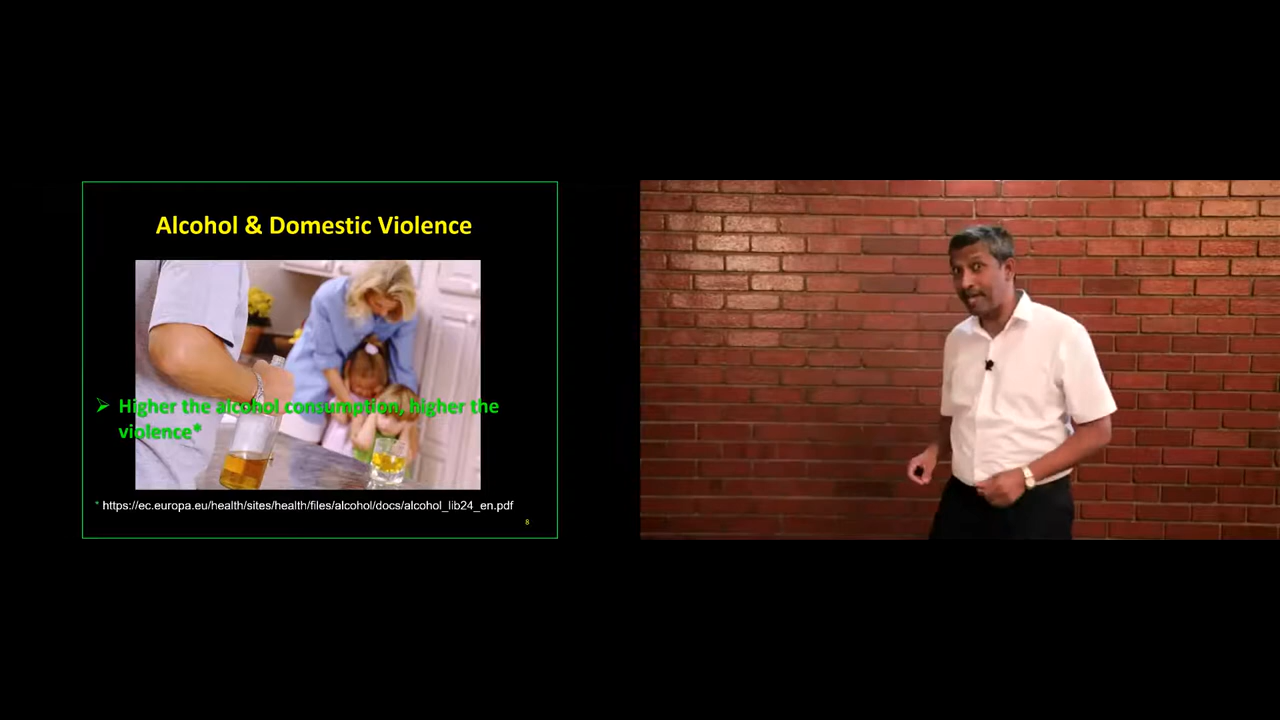 Alcohol & Domestic Violence
➢ Higher the alcohol consumption, higher the
violence*
* https://ec.europa.eu/health/sites/health/files/alcohol/docs/alcohol_lib24_en.pdf
8